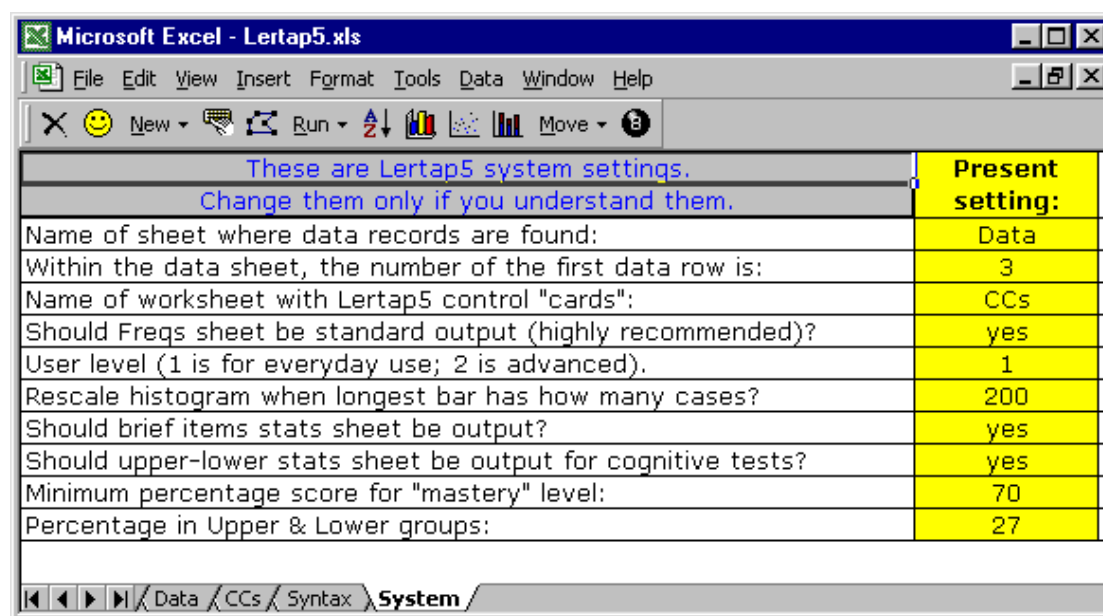 Microsoft Excel - Lertap5.xls
File Edit View Insert Format Tools Data Window Help
New Run A Z Move 8
These are Lertap5 system settings. Present
Change them only if you understand them. setting:
Name of sheet where data records are found: Data
Within the data sheet, the number of the first data row is: 3
Name of worksheet with Lertap5 control "cards": CCs
Should Freqs sheet be standard output (highly recommended)? yes
User level (1 is for everyday use; 2 is advanced). 1
Rescale histogram when longest bar has how many cases? 200
Should brief items stats sheet be output? yes
Should upper-lower stats sheet be output for cognitive tests? yes
Minimum percentage score for "mastery" level: 70
Percentage in Upper & Lower groups: 27
Data CCs Syntax System